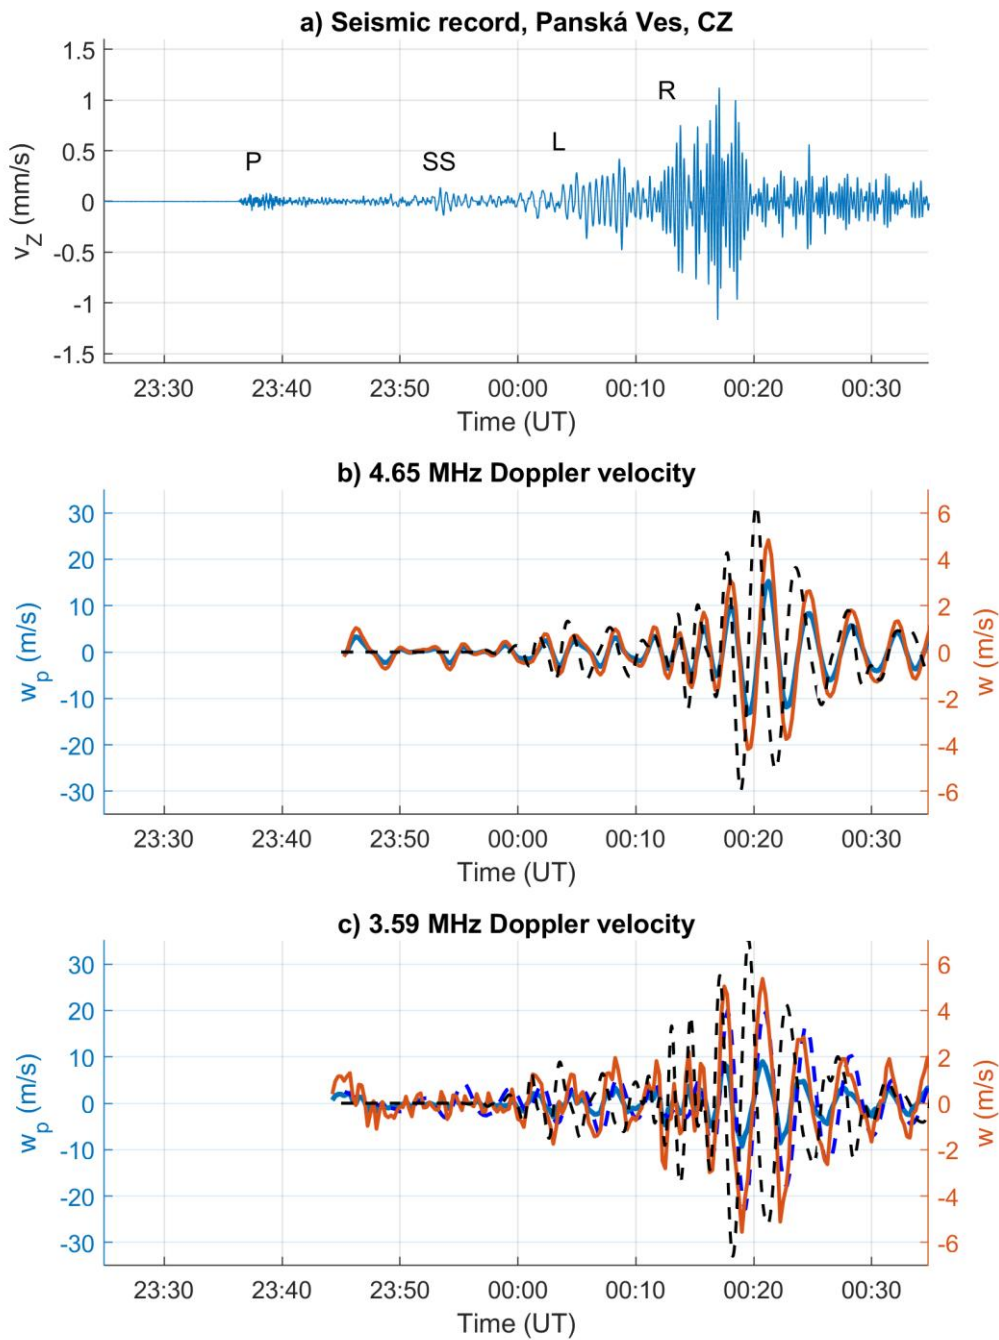 a) Seismic record, Panská Ves, CZ
1.5
1
0.5
0
-0.5
-1
-1.5
v_Z (mm/s)
P
SS
L
R
23:30 23:40 23:50 00:00 00:10 00:20 00:30
Time (UT)
b) 4.65 MHz Doppler velocity
30
20
10
0
-10
-20
-30
w_p (m/s)
6
4
2
0
-2
-4
-6
w (m/s)
23:30 23:40 23:50 00:00 00:10 00:20 00:30
Time (UT)
c) 3.59 MHz Doppler velocity
30
20
10
0
-10
-20
-30
w_p (m/s)
6
4
2
0
-2
-4
-6
w (m/s)
23:30 23:40 23:50 00:00 00:10 00:20 00:30
Time (UT)